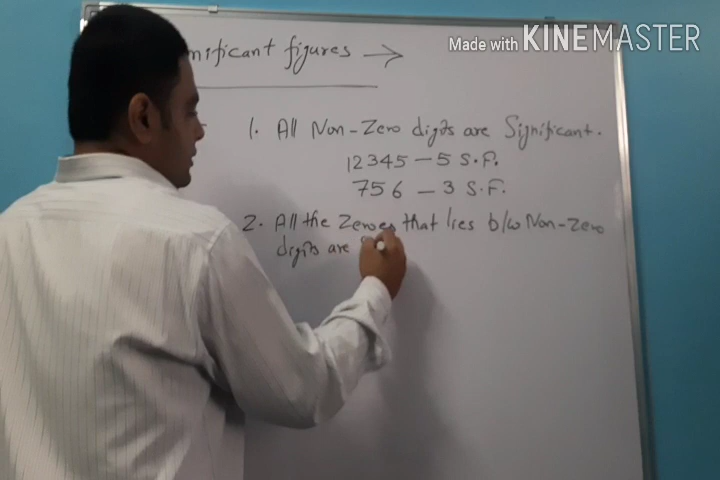 Made with KINEMASTER
nificant figures →
1. All Non-Zero digits are Significant.
12345 - 5 S.F.
756 - 3 S.F.
2. All the Zeroes that lies b/w Non-Zero
digits are